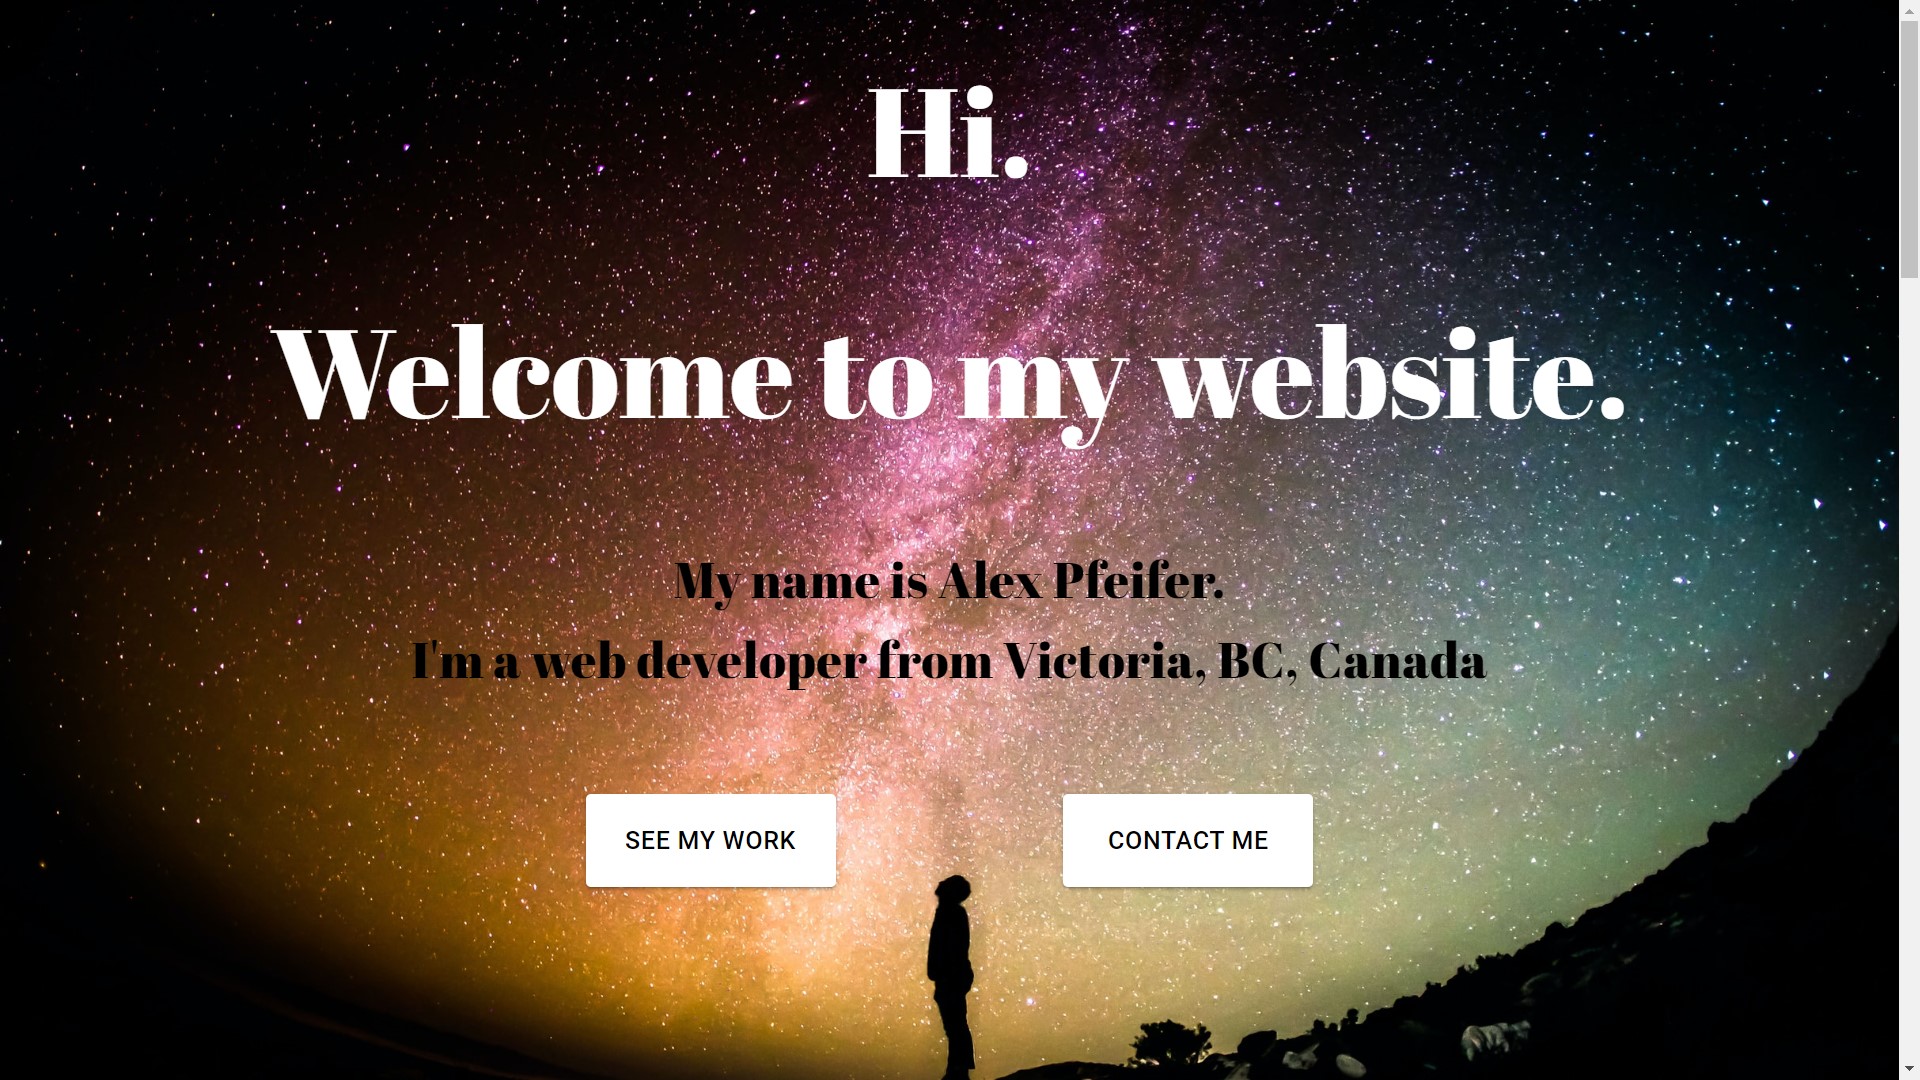 Hi.
Welcome to my website.
My name is Alex Pfeifer.
I'm a web developer from Victoria, BC, Canada
SEE MY WORK
CONTACT ME